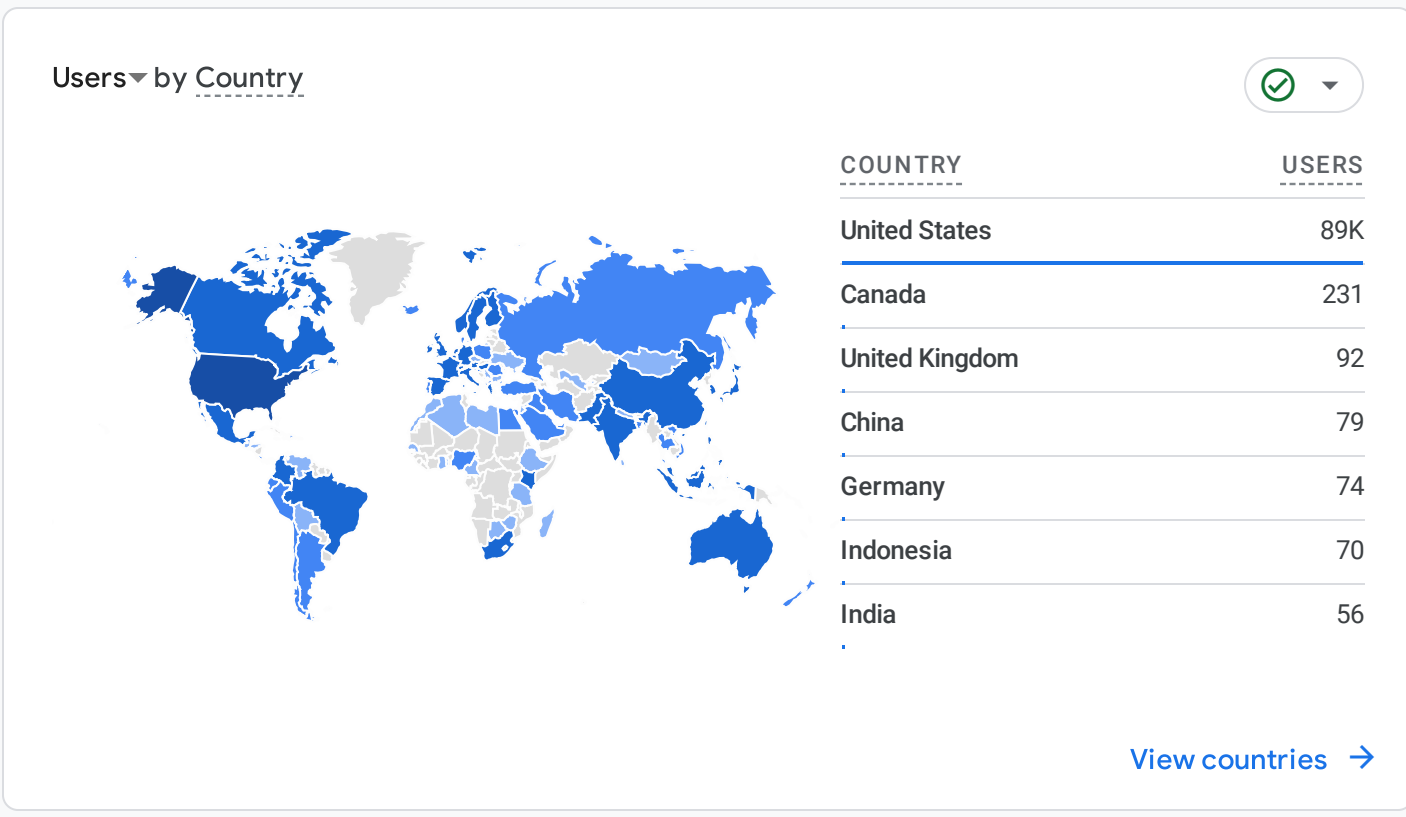 Users by Country
COUNTRY USERS
United States 89K
Canada 231
United Kingdom 92
China 79
Germany 74
Indonesia 70
India 56
View countries